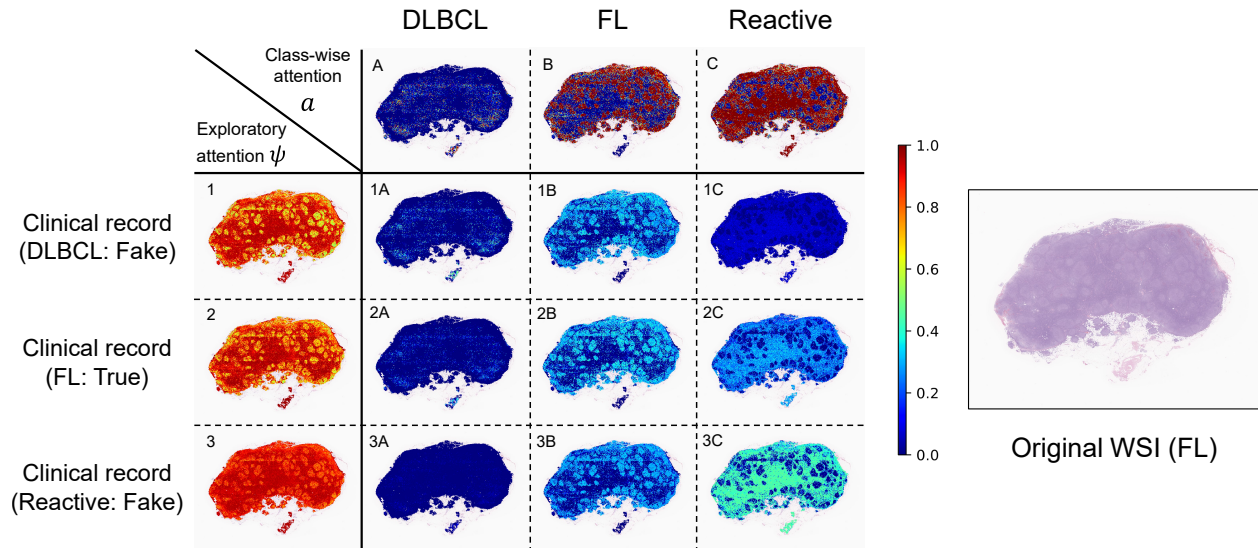 DLBCL
FL
Reactive
Class-wise
attention
a
Exploratory
attention ψ
A
B
C
1.0
0.8
0.6
0.4
0.2
0.0
Clinical record
(DLBCL: Fake)
1
1A
1B
1C
Clinical record
(FL: True)
2
2A
2B
2C
Clinical record
(Reactive: Fake)
3
3A
3B
3C
Original WSI (FL)